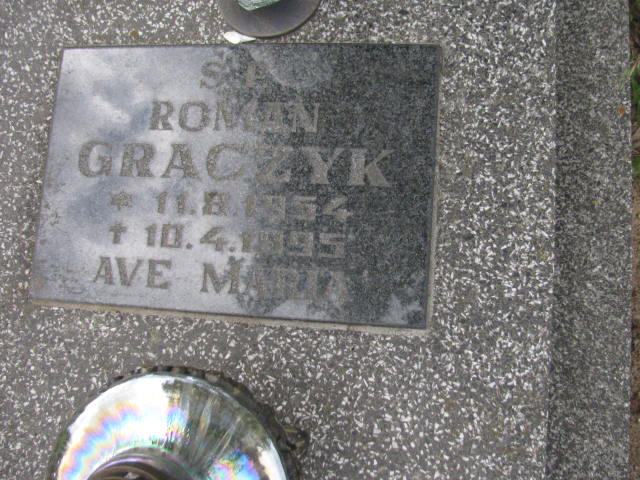 Ś P
ROMAN
GRACZYK
* 11.8.1954
† 10.4.1995
AVE MARIA